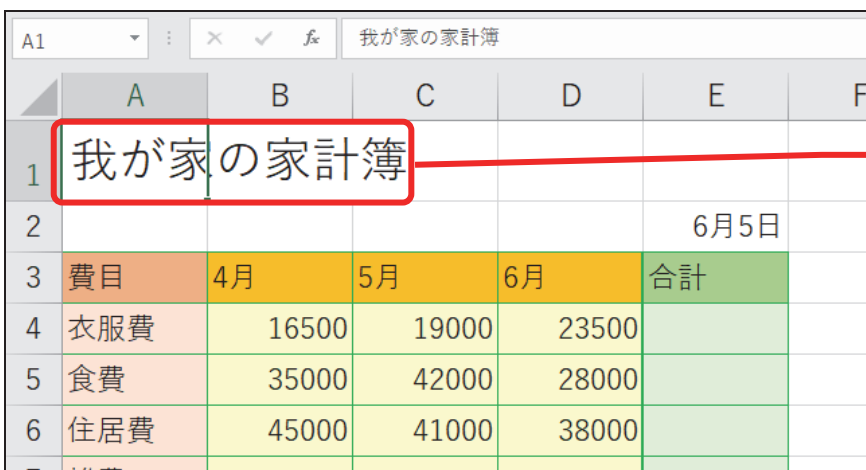 A1 fx 我が家の家計簿
A B C D E F
1 我が家の家計簿
2 6月5日
3 費目 4月 5月 6月 合計
4 衣服費 16500 19000 23500
5 食費 35000 42000 28000
6 住居費 45000 41000 38000